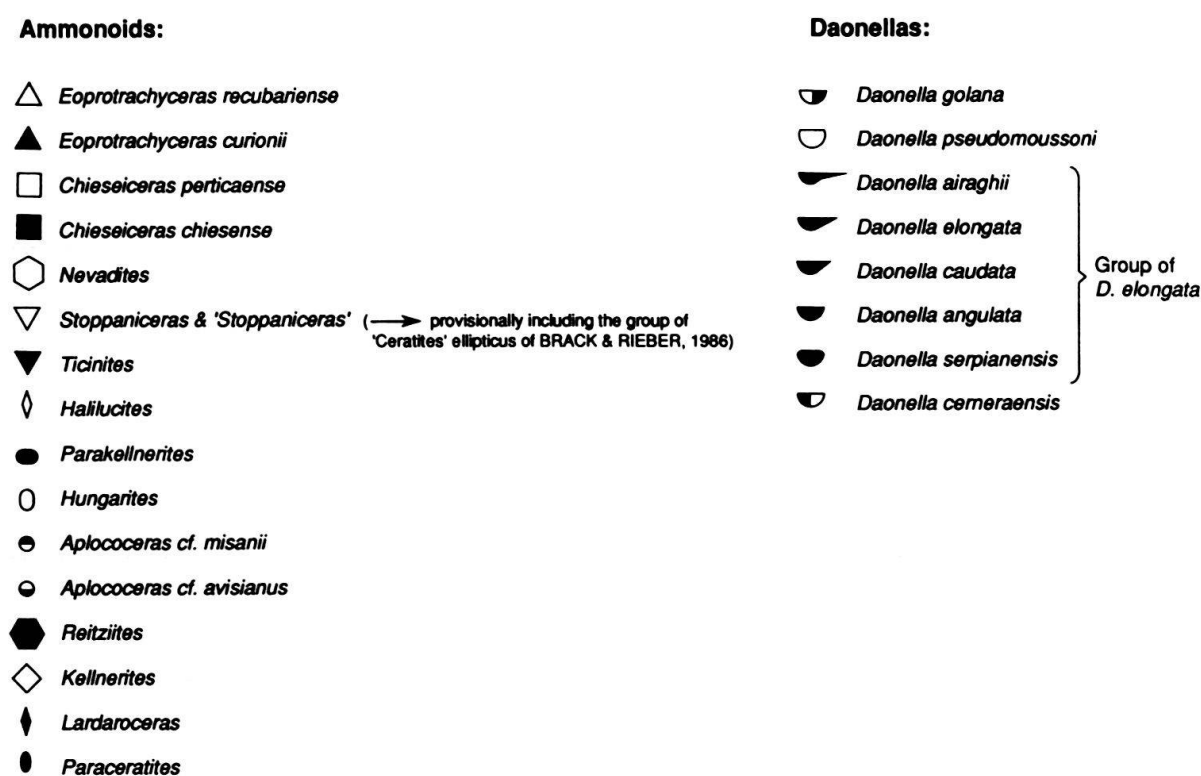 Ammonoids:
Eoprotrachyceras recubariense
Eoprotrachyceras curionii
Chieseiceras perticaense
Chieseiceras chiesense
Nevadites
Stoppaniceras & 'Stoppaniceras' ( → provisionally including the group of
'Ceratites' ellipticus of BRACK & RIEBER, 1986)
Ticinites
Halilucites
Parakellnerites
Hungarites
Aplococeras cf. misanii
Aplococeras cf. avisianus
Reitziites
Kellnerites
Lardaroceras
Paraceratites
Daonellas:
Daonella golana
Daonella pseudomoussoni
Daonella airaghii
Daonella elongata
Daonella caudata
Daonella angulata
Daonella serpianensis
Daonella cerneraensis
Group of
D. elongata